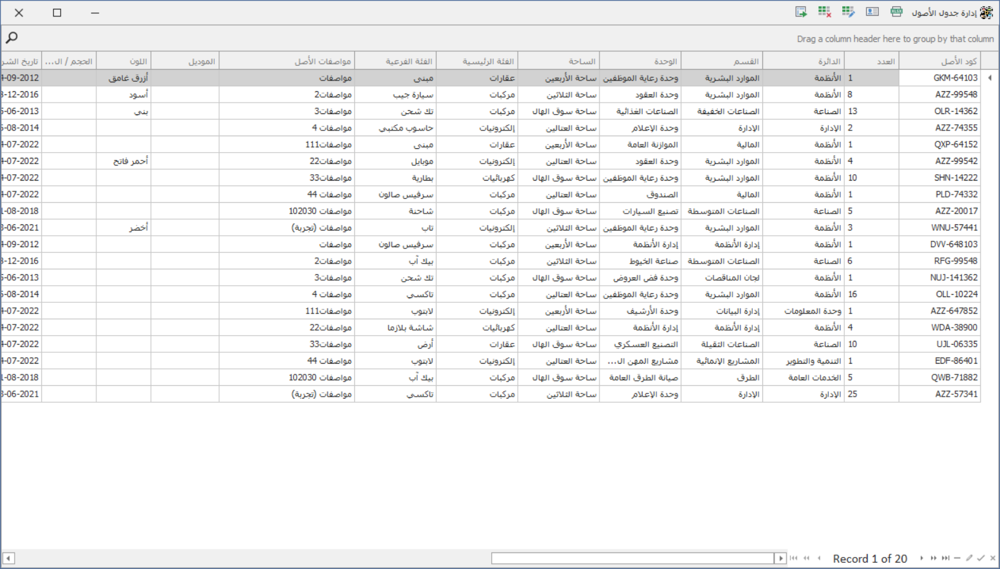 إدارة جدول الأصول
Drag a column header here to group by that column
كود الأصل العدد الدائرة القسم الوحدة الساحة الفئة الرئيسية الفئة الفرعية مواصفات الأصل الموديل اللون الحجم / ال... تاريخ الشر
GKM-64103 1 الأنظمة الموارد البشرية وحدة رعاية الموظفين ساحة الأربعين عقارات مبنى مواصفات أزرق غامق 4-09-2012
AZZ-99548 8 الأنظمة الموارد البشرية وحدة العقود ساحة الثلاثين مركبات سيارة جيب مواصفات2 أسود 3-12-2016
OLR-14362 13 الصناعة الصناعات الخفيفة الصناعات الغذائية ساحة سوق الهال مركبات تك شحن مواصفات3 بني 5-06-2013
AZZ-74355 2 الإدارة الإدارة وحدة الإعلام ساحة العتالين إلكترونيات حاسوب مكتبي مواصفات 4 5-08-2014
QXP-64152 1 الأنظمة المالية الموازنة العامة ساحة الأربعين عقارات مبنى مواصفات111 4-07-2022
AZZ-99542 4 الأنظمة الموارد البشرية وحدة العقود ساحة العتالين إلكترونيات موبايل مواصفات22 أحمر فاتح 4-07-2022
SHN-14222 10 الأنظمة الموارد البشرية وحدة رعاية الموظفين ساحة سوق الهال كهربائيات بطارية مواصفات33 4-07-2022
PLD-74332 1 الأنظمة المالية الصندوق ساحة العتالين مركبات سرفيس صالون مواصفات 44 4-07-2022
AZZ-20017 5 الصناعة الصناعات المتوسطة تصنيع السيارات ساحة سوق الهال مركبات شاحنة مواصفات 102030 1-08-2018
WNU-57441 3 الأنظمة الموارد البشرية وحدة رعاية الموظفين ساحة الثلاثين إلكترونيات تاب مواصفات (تجربة) أخضر 3-06-2021
DVV-648103 1 الأنظمة إدارة الأنظمة إدارة الأنظمة ساحة الأربعين مركبات سرفيس صالون مواصفات 4-09-2012
RFG-99548 6 الصناعة الصناعات المتوسطة صناعة الخيوط ساحة الثلاثين مركبات بيك آب مواصفات2 3-12-2016
NUJ-141362 1 الأنظمة لجان المناقصات وحدة فض العروض ساحة سوق الهال مركبات تك شحن مواصفات3 5-06-2013
OLL-10224 16 الأنظمة الموارد البشرية وحدة رعاية الموظفين ساحة العتالين مركبات تاكسي مواصفات 4 5-08-2014
AZZ-647852 1 وحدة المعلومات إدارة البيانات وحدة الأرشيف ساحة الأربعين إلكترونيات لابتوب مواصفات111 4-07-2022
WDA-38900 4 الأنظمة إدارة الأنظمة إدارة الأنظمة ساحة العتالين كهربائيات شاشة بلازما مواصفات22 4-07-2022
UJL-06335 10 الصناعة الصناعات الثقيلة التصنيع العسكري ساحة سوق الهال عقارات أرض مواصفات33 4-07-2022
EDF-86401 1 التنمية والتطوير المشاريع الإنمائية مشاريع المهن ال... ساحة العتالين إلكترونيات لابتوب مواصفات 44 4-07-2022
QWB-71882 5 الخدمات العامة الطرق صيانة الطرق العامة ساحة سوق الهال مركبات بيك آب مواصفات 102030 1-08-2018
AZZ-57341 25 الإدارة الإدارة وحدة الإعلام ساحة الثلاثين مركبات تاكسي مواصفات (تجربة) 3-06-2021
Record 1 of 20